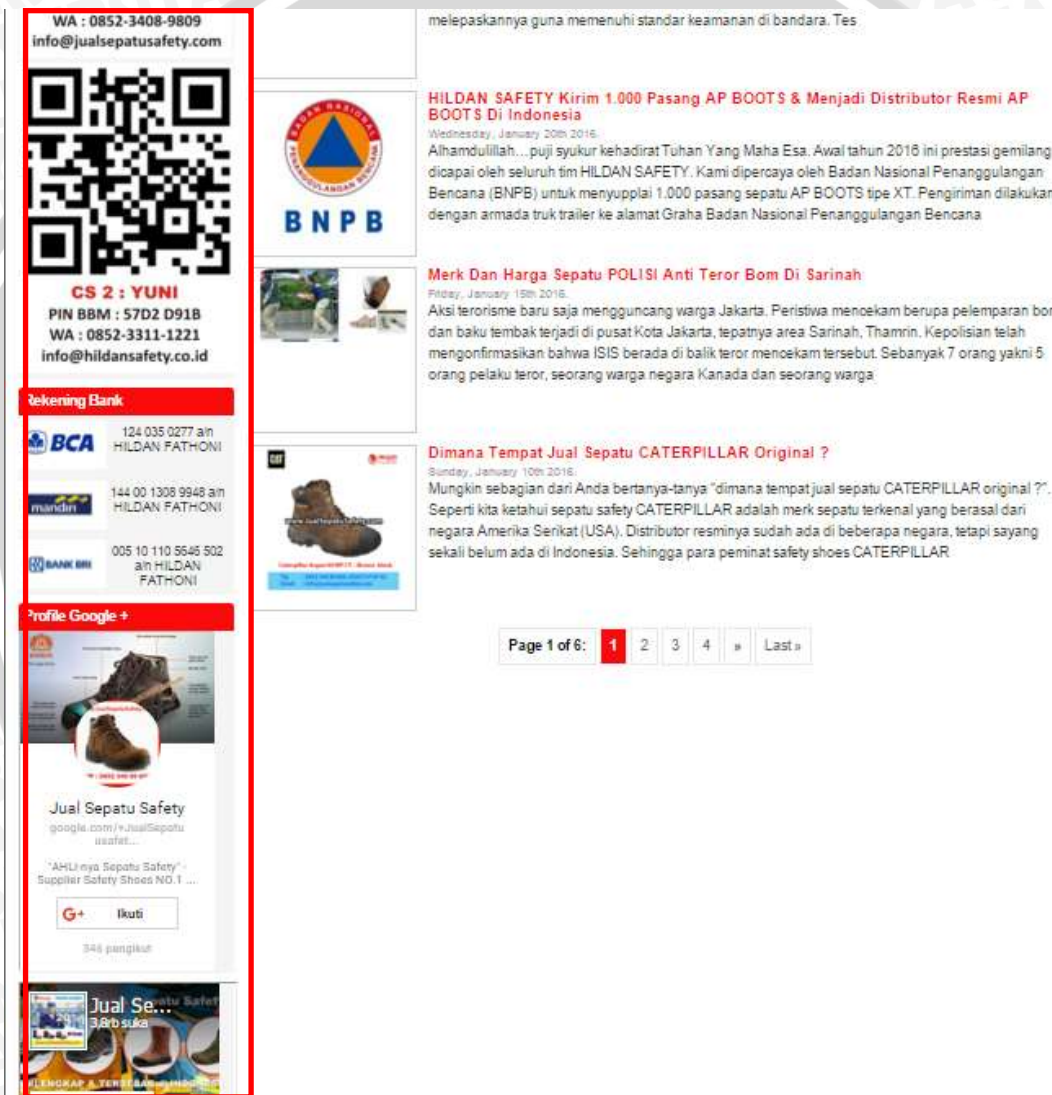 WA : 0852-3408-9809
info@jualsepatusafety.com
CS 2 : YUNI
PIN BBM : 57D2 D91B
WA : 0852-3311-1221
info@hildansafety.co.id
Rekening Bank
BCA
124 035 0277 a/n
HILDAN FATHONI
mandiri
144 00 1308 9948 a/n
HILDAN FATHONI
BANK BRI
005 10 110 5646 502
a/n HILDAN
FATHONI
Profile Google +
Jual Sepatu Safety
google.com/+JualSepatu
usafet...
"AHLI-nya Sepatu Safety" -
Supplier Safety Shoes NO.1 ...
G+ Ikuti
346 pengikut
Jual Se...
3,8rb suka
melepaskannya guna memenuhi standar keamanan di bandara. Tes
BNPB
HILDAN SAFETY Kirim 1.000 Pasang AP BOOTS & Menjadi Distributor Resmi AP
BOOTS Di Indonesia
Wednesday, January 20th 2016.
Alhamdulillah…puji syukur kehadirat Tuhan Yang Maha Esa. Awal tahun 2016 ini prestasi gemilang
dicapai oleh seluruh tim HILDAN SAFETY. Kami dipercaya oleh Badan Nasional Penanggulangan
Bencana (BNPB) untuk menyupplai 1.000 pasang sepatu AP BOOTS tipe XT. Pengiriman dilakukan
dengan armada truk trailer ke alamat Graha Badan Nasional Penanggulangan Bencana
Merk Dan Harga Sepatu POLISI Anti Teror Bom Di Sarinah
Friday, January 15th 2016.
Aksi terorisme baru saja mengguncang warga Jakarta. Peristiwa mencekam berupa pelemparan bom
dan baku tembak terjadi di pusat Kota Jakarta, tepatnya area Sarinah, Thamrin. Kepolisian telah
mengonfirmasikan bahwa ISIS berada di balik teror mencekam tersebut. Sebanyak 7 orang yakni 5
orang pelaku teror, seorang warga negara Kanada dan seorang warga
CAT
www.jualsepatusafety.com
Dimana Tempat Jual Sepatu CATERPILLAR Original ?
Sunday, January 10th 2016.
Mungkin sebagian dari Anda bertanya-tanya "dimana tempat jual sepatu CATERPILLAR original ?".
Seperti kita ketahui sepatu safety CATERPILLAR adalah merk sepatu terkenal yang berasal dari
negara Amerika Serikat (USA). Distributor resminya sudah ada di beberapa negara, tetapi sayang
sekali belum ada di Indonesia. Sehingga para peminat safety shoes CATERPILLAR
Page 1 of 6: 1 2 3 4 » Last »